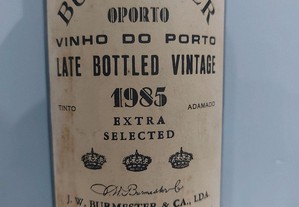 OPORTO
VINHO DO PORTO
LATE BOTTLED VINTAGE
TINTO 1985 ADAMADO
EXTRA
SELECTED
J. W. BURMESTER & CA., LDA.